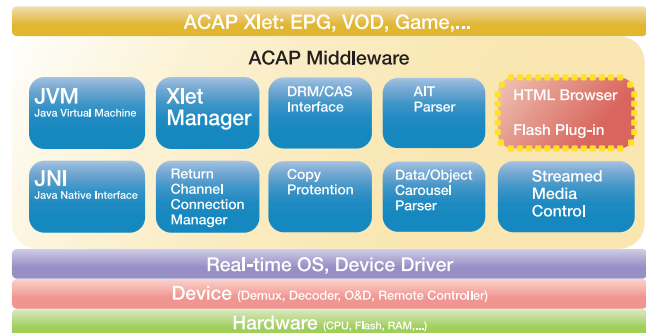 ACAP Xlet: EPG, VOD, Game,...
ACAP Middleware
JVM
Java Virtual Machine
Xlet
Manager
DRM/CAS
Interface
AIT
Parser
HTML Browser
Flash Plug-in
JNI
Java Native Interface
Return
Channel
Connection
Manager
Copy
Protention
Data/Object
Carousel
Parser
Streamed
Media
Control
Real-time OS, Device Driver
Device (Demux, Decoder, O&D, Remote Controller)
Hardware (CPU, Flash, RAM,...)